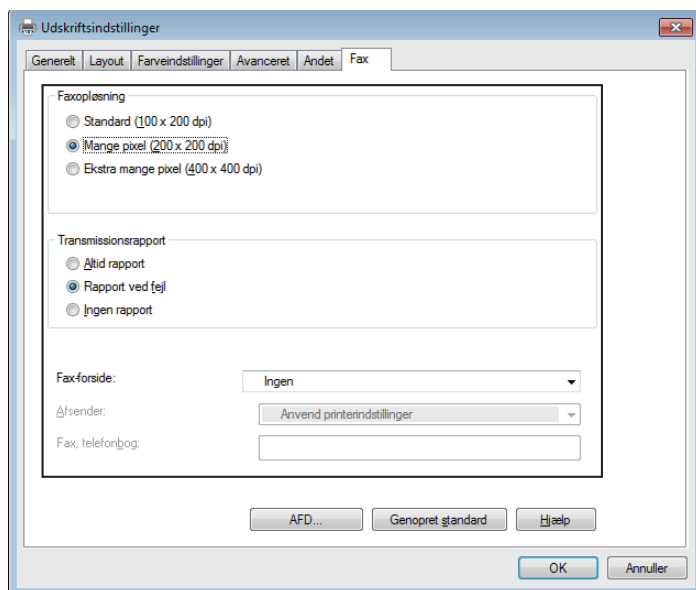 Udskriftsindstillinger
Generelt Layout Farveindstillinger Avanceret Andet Fax
Faxopløsning
Standard (100 x 200 dpi)
Mange pixel (200 x 200 dpi)
Ekstra mange pixel (400 x 400 dpi)
Transmissionsrapport
Altid rapport
Rapport ved fejl
Ingen rapport
Fax-forside: Ingen
Afsender: Anvend printerindstillinger
Fax, telefonbog:
AFD... Genopret standard Hjælp
OK Annuller